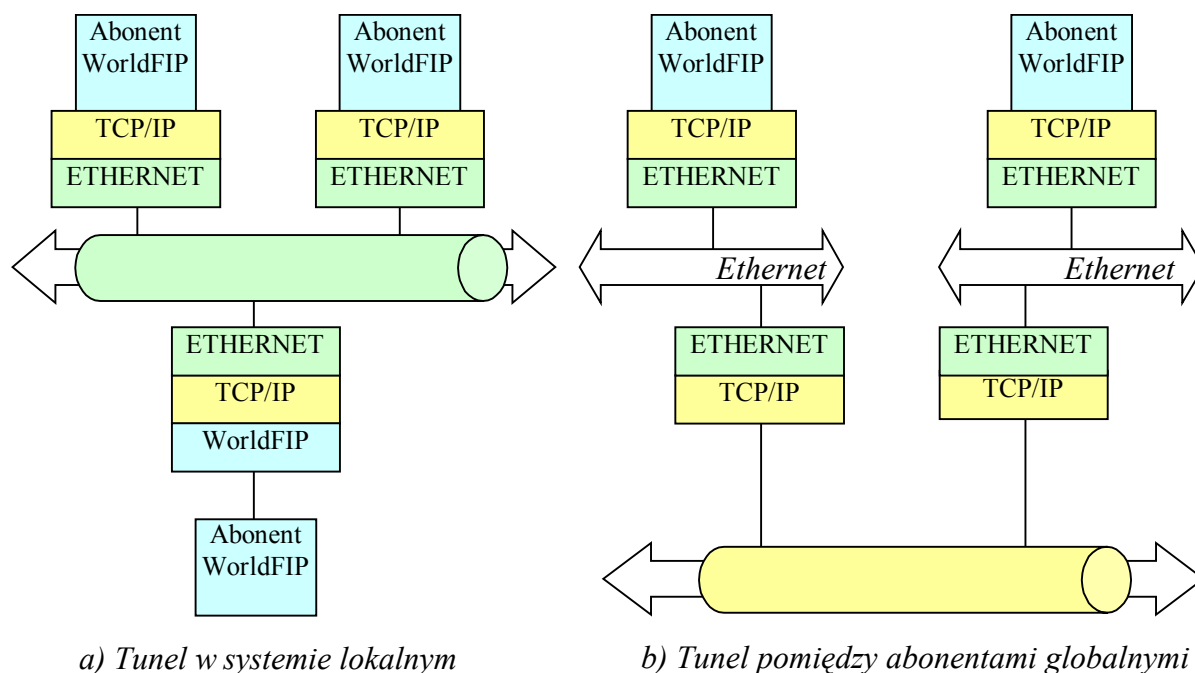 Abonent
WorldFIP
TCP/IP
ETHERNET
Abonent
WorldFIP
TCP/IP
ETHERNET
ETHERNET
TCP/IP
WorldFIP
Abonent
WorldFIP
a) Tunel w systemie lokalnym
Abonent
WorldFIP
TCP/IP
ETHERNET
Ethernet
ETHERNET
TCP/IP
Abonent
WorldFIP
TCP/IP
ETHERNET
Ethernet
ETHERNET
TCP/IP
b) Tunel pomiędzy abonentami globalnymi